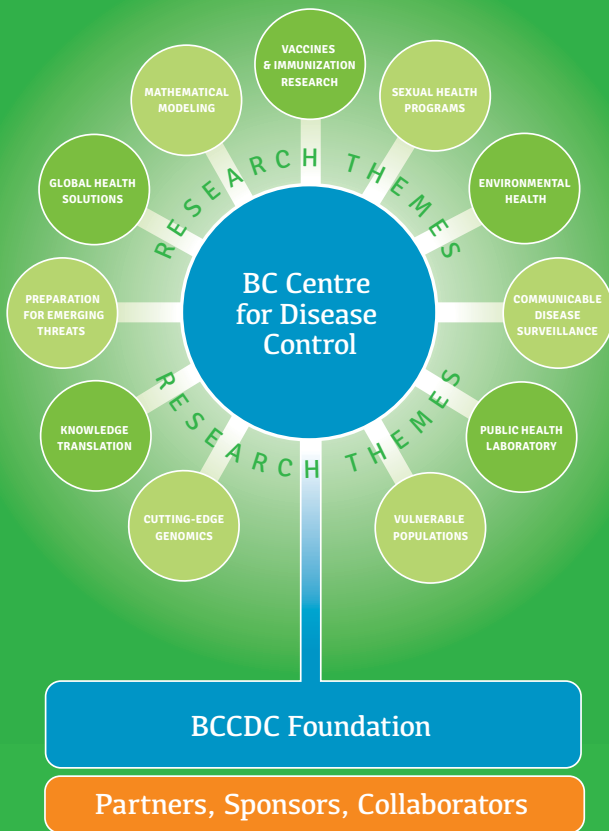 VACCINES
& IMMUNIZATION
RESEARCH
MATHEMATICAL
MODELING
SEXUAL HEALTH
PROGRAMS
RESEARCH THEMES
GLOBAL HEALTH
SOLUTIONS
ENVIRONMENTAL
HEALTH
BC Centre
for Disease
Control
PREPARATION
FOR EMERGING
THREATS
COMMUNICABLE
DISEASE
SURVEILLANCE
KNOWLEDGE
TRANSLATION
PUBLIC HEALTH
LABORATORY
RESEARCH THEMES
CUTTING-EDGE
GENOMICS
VULNERABLE
POPULATIONS
BCCDC Foundation
Partners, Sponsors, Collaborators